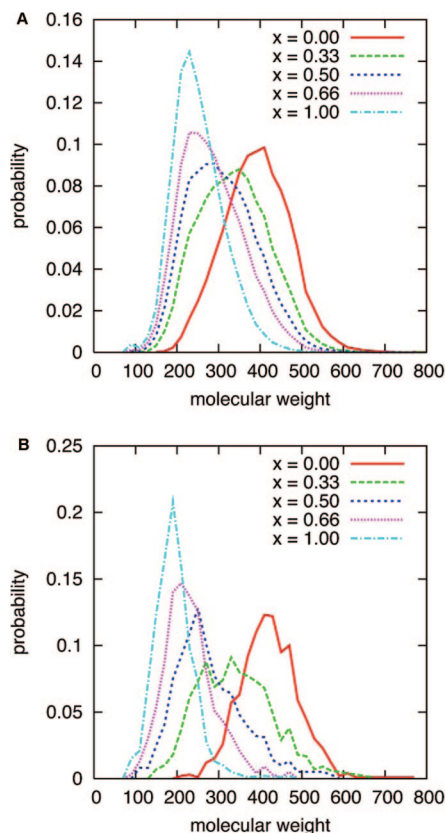 A
0.16
0.14
0.12
0.1
0.08
0.06
0.04
0.02
0
probability
x = 0.00
x = 0.33
x = 0.50
x = 0.66
x = 1.00
0 100 200 300 400 500 600 700 800
molecular weight
B
0.25
0.2
0.15
0.1
0.05
0
probability
x = 0.00
x = 0.33
x = 0.50
x = 0.66
x = 1.00
0 100 200 300 400 500 600 700 800
molecular weight